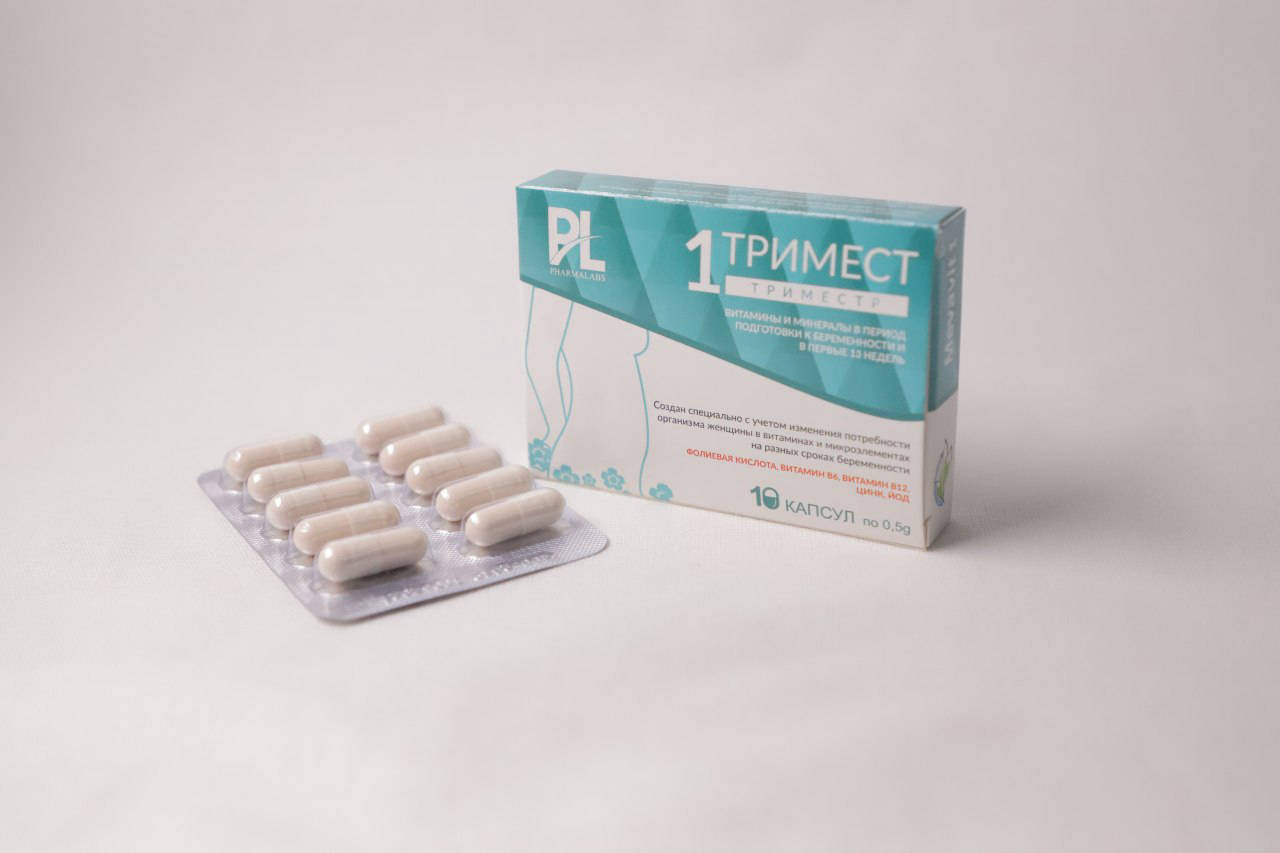 PL
PHARMALABS
1 ТРИМЕСТ
ТРИМЕСТР
ВИТАМИНЫ И МИНЕРАЛЫ В ПЕРИОД
ПОДГОТОВКИ К БЕРЕМЕННОСТИ И
В ПЕРВЫЕ 13 НЕДЕЛЬ
Создан специально с учетом изменения потребности
организма женщины в витаминах и микроэлементах
на разных сроках беременности
ФОЛИЕВАЯ КИСЛОТА, ВИТАМИН B6, ВИТАМИН B12,
ЦИНК, ЙОД
10 КАПСУЛ по 0,5g
Mevavit1